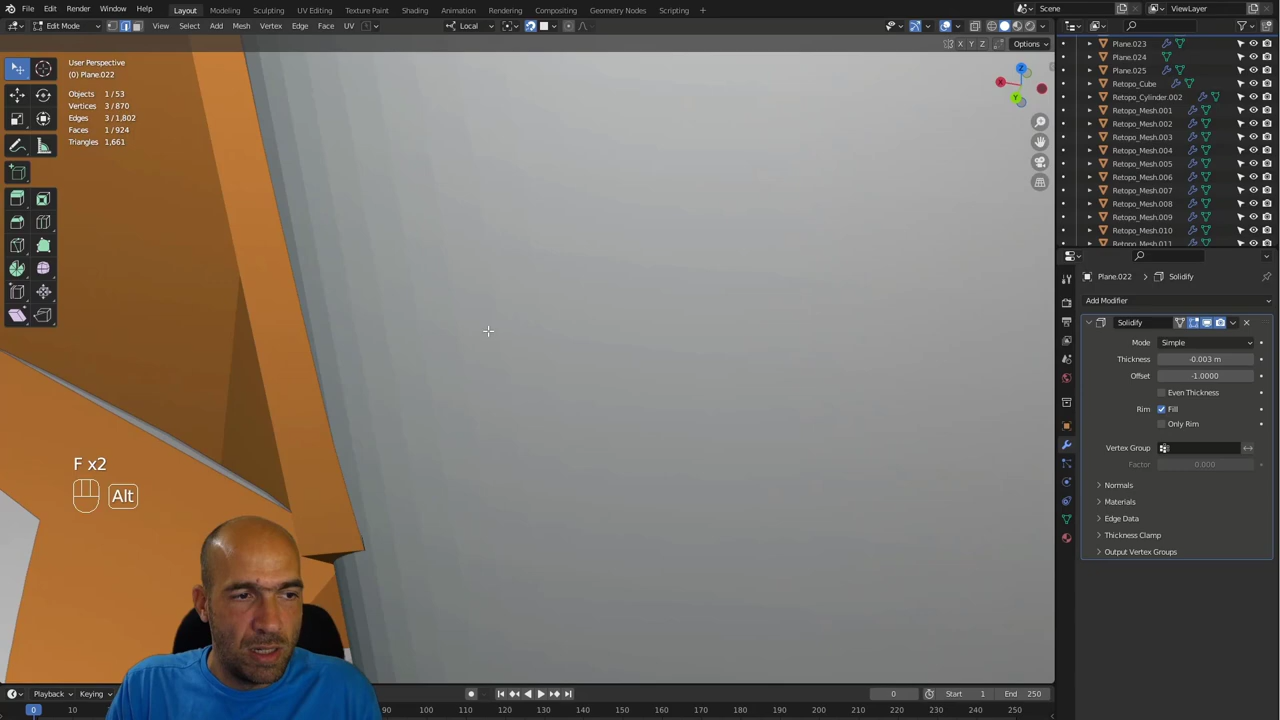 File Edit Render Window Help Layout Modeling Sculpting UV Editing Texture Paint Shading Animation Rendering Compositing Geometry Nodes Scripting Scene ViewLayer
Edit Mode View Select Add Mesh Vertex Edge Face UV Local
X Y Z Options
User Perspective
(0) Plane.022
Objects 1/53
Vertices 3/870
Edges 3/1,802
Faces 1/924
Triangles 1,661
Z
X
Y
Plane.023
Plane.024
Plane.025
Retopo_Cube
Retopo_Cylinder.002
Retopo_Mesh.001
Retopo_Mesh.002
Retopo_Mesh.003
Retopo_Mesh.004
Retopo_Mesh.005
Retopo_Mesh.006
Retopo_Mesh.007
Retopo_Mesh.008
Retopo_Mesh.009
Retopo_Mesh.010
Retopo_Mesh.011
Plane.022 > Solidify
Add Modifier
Solidify
Mode Simple
Thickness -0.003 m
Offset -1.0000
Even Thickness
Rim Fill
Only Rim
Vertex Group
Factor 0.000
Normals
Materials
Edge Data
Thickness Clamp
Output Vertex Groups
F x2
Alt
Playback Keying 0 Start 1 End 250
0 10 100 110 120 130 140 150 160 170 180 190 200 210 220 230 240 250